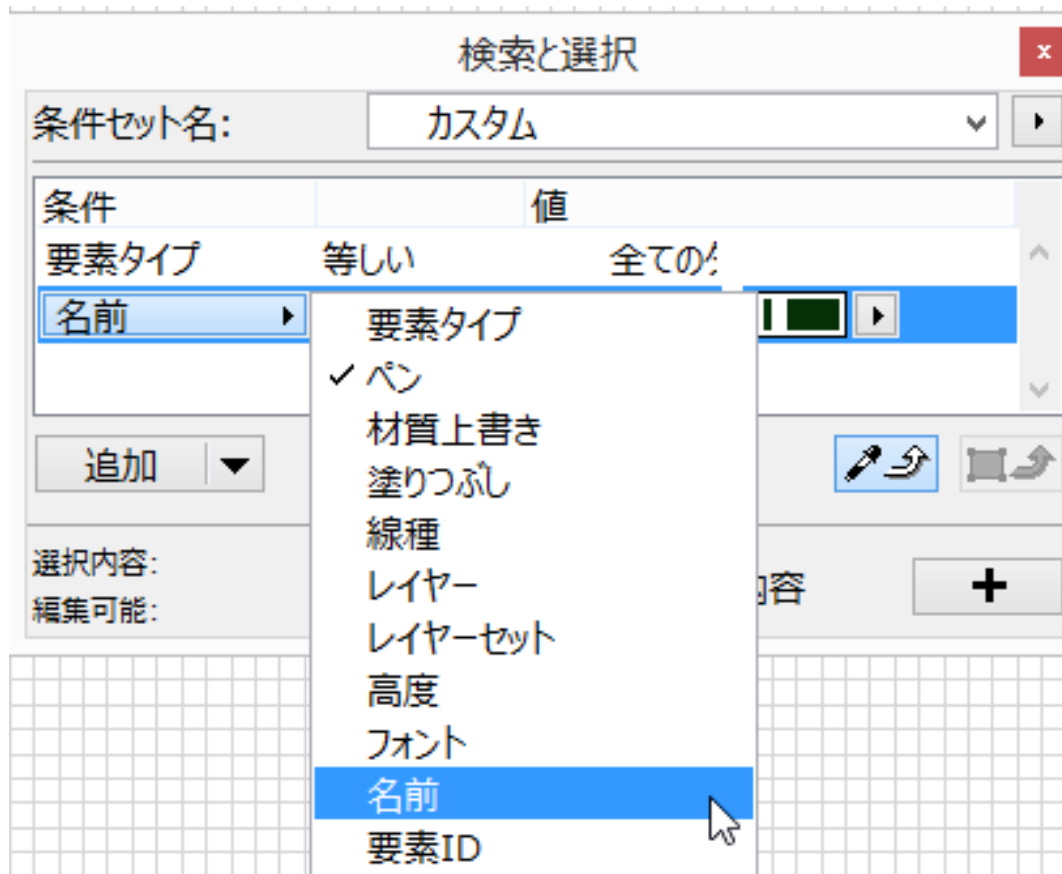 検索と選択
条件セット名: カスタム
条件 値
要素タイプ 等しい 全ての
名前
要素タイプ
ペン
材質上書き
塗りつぶし
線種
レイヤー
レイヤーセット
高度
フォント
名前
要素ID
追加
選択内容:
編集可能:
容